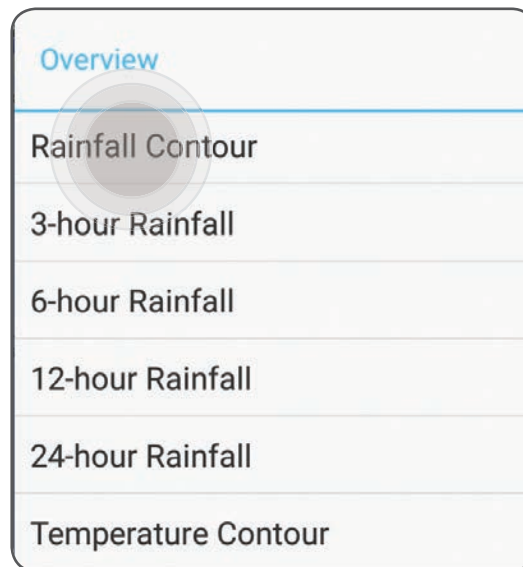 Overview
Rainfall Contour
3-hour Rainfall
6-hour Rainfall
12-hour Rainfall
24-hour Rainfall
Temperature Contour